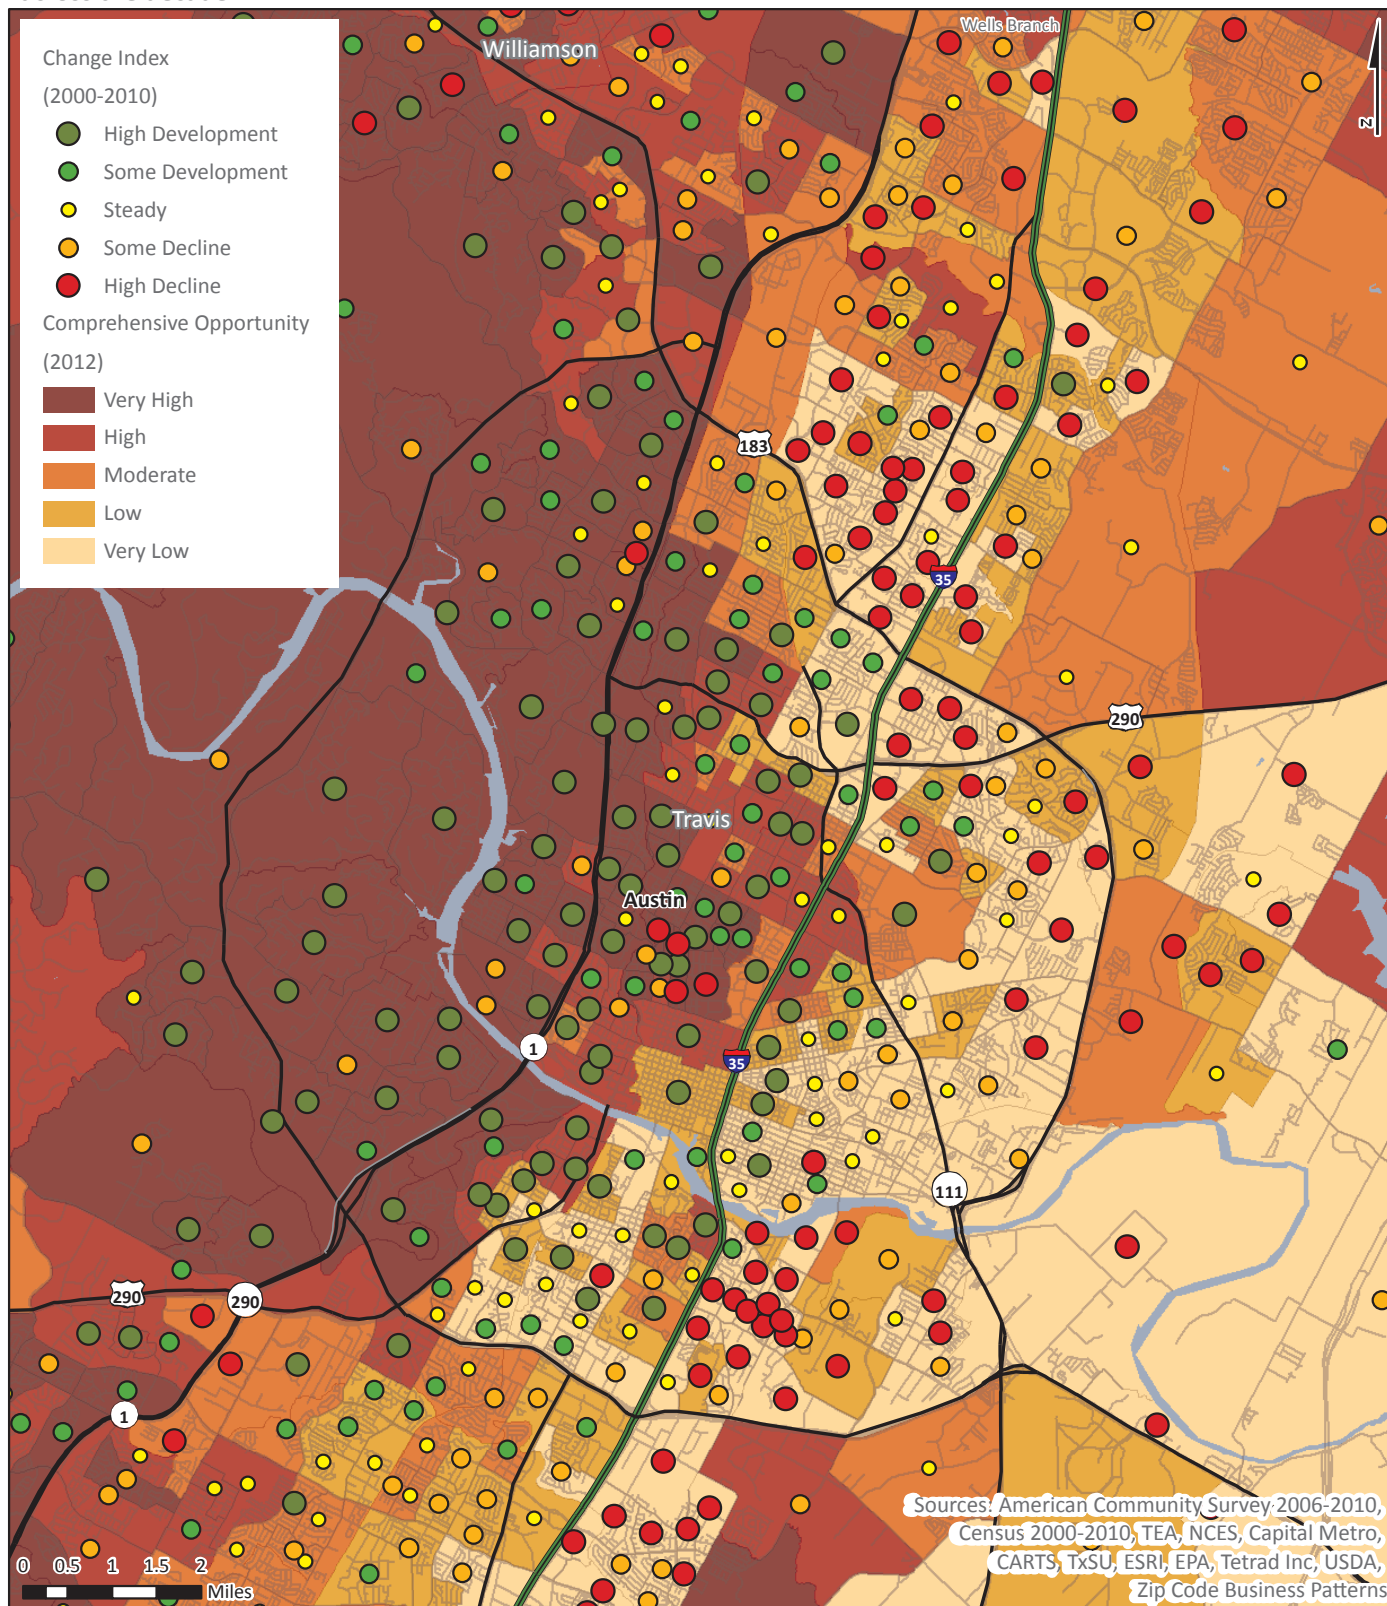 Change Index
(2000-2010)
High Development
Some Development
Steady
Some Decline
High Decline
Comprehensive Opportunity
(2012)
Very High
High
Moderate
Low
Very Low
Williamson
Wells Branch
N
183
35
290
Travis
Austin
1
35
111
290
290
1
0 0.5 1 1.5 2
Miles
Sources: American Community Survey 2006-2010,
Census 2000-2010, TEA, NCES, Capital Metro,
CARTS, TxSU, ESRI, EPA, Tetrad Inc, USDA,
Zip Code Business Patterns